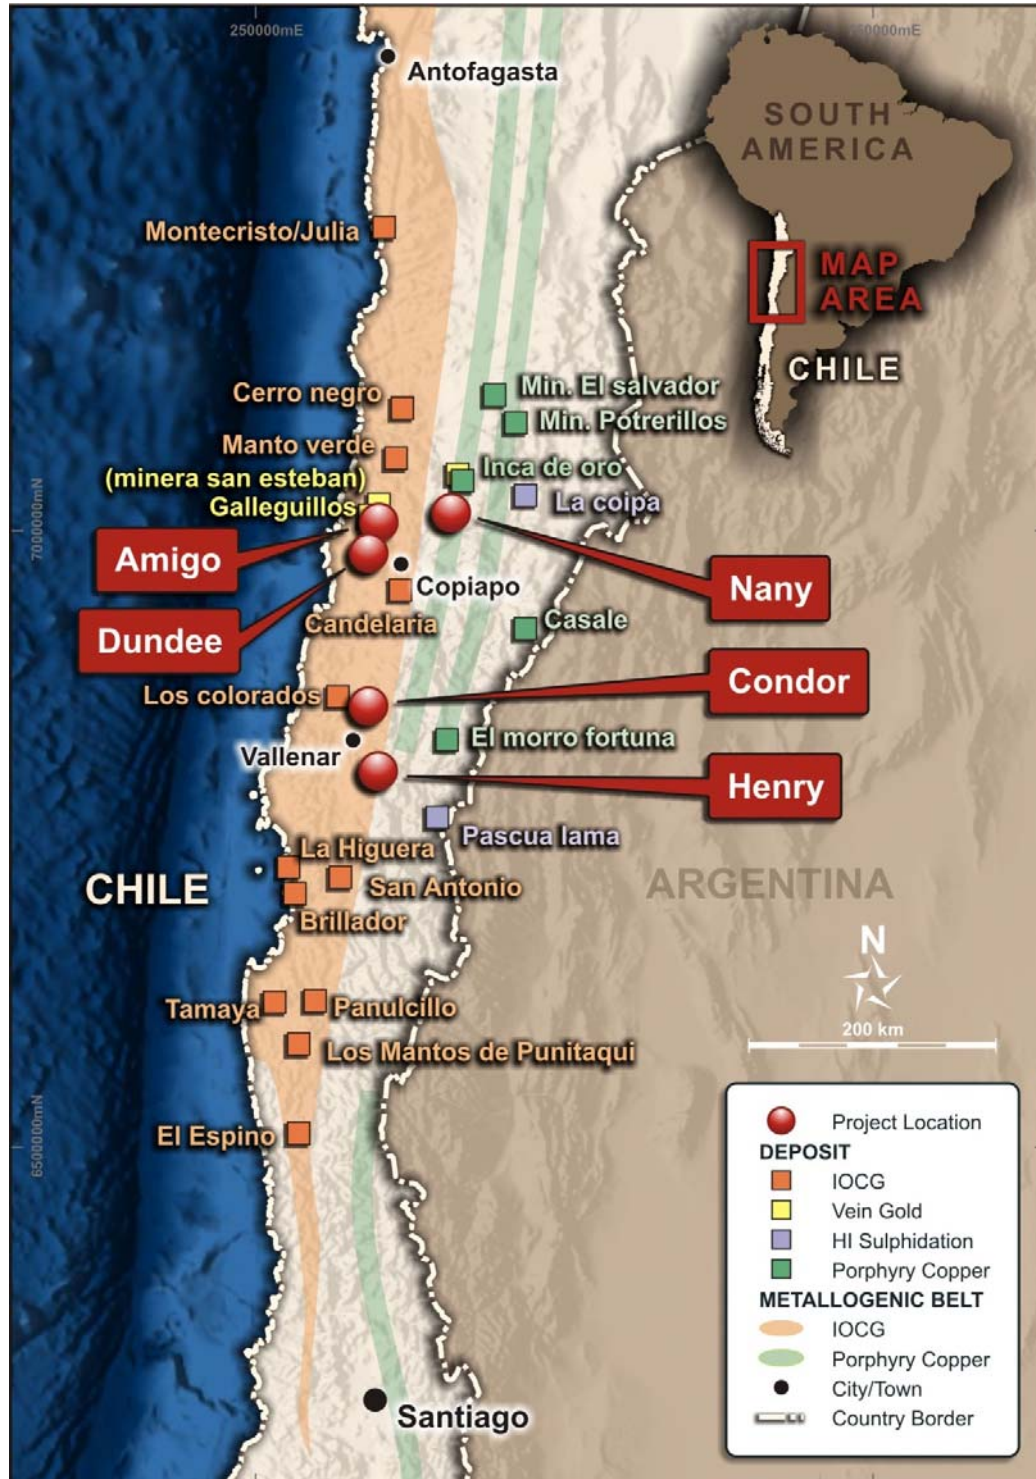 250000mE
Antofagasta
SOUTH
AMERICA
Montecristo/Julia
MAP
AREA
CHILE
Cerro negro
Min. El salvador
Min. Potrerillos
Manto verde
(minera san esteban)
Inca de oro
Galleguillos
La coipa
7000000mN
Amigo
Copiapo
Nany
Dundee
Candelaria
Casale
Los colorados
Condor
Vallenar
El morro fortuna
Henry
Pascua lama
La Higuera
CHILE
San Antonio
ARGENTINA
Brillador
N
Tamaya
Panulcillo
200 km
Los Mantos de Punitaqui
El Espino
6500000mN
Santiago
Project Location
DEPOSIT
IOCG
Vein Gold
HI Sulphidation
Porphyry Copper
METALLOGENIC BELT
IOCG
Porphyry Copper
City/Town
Country Border